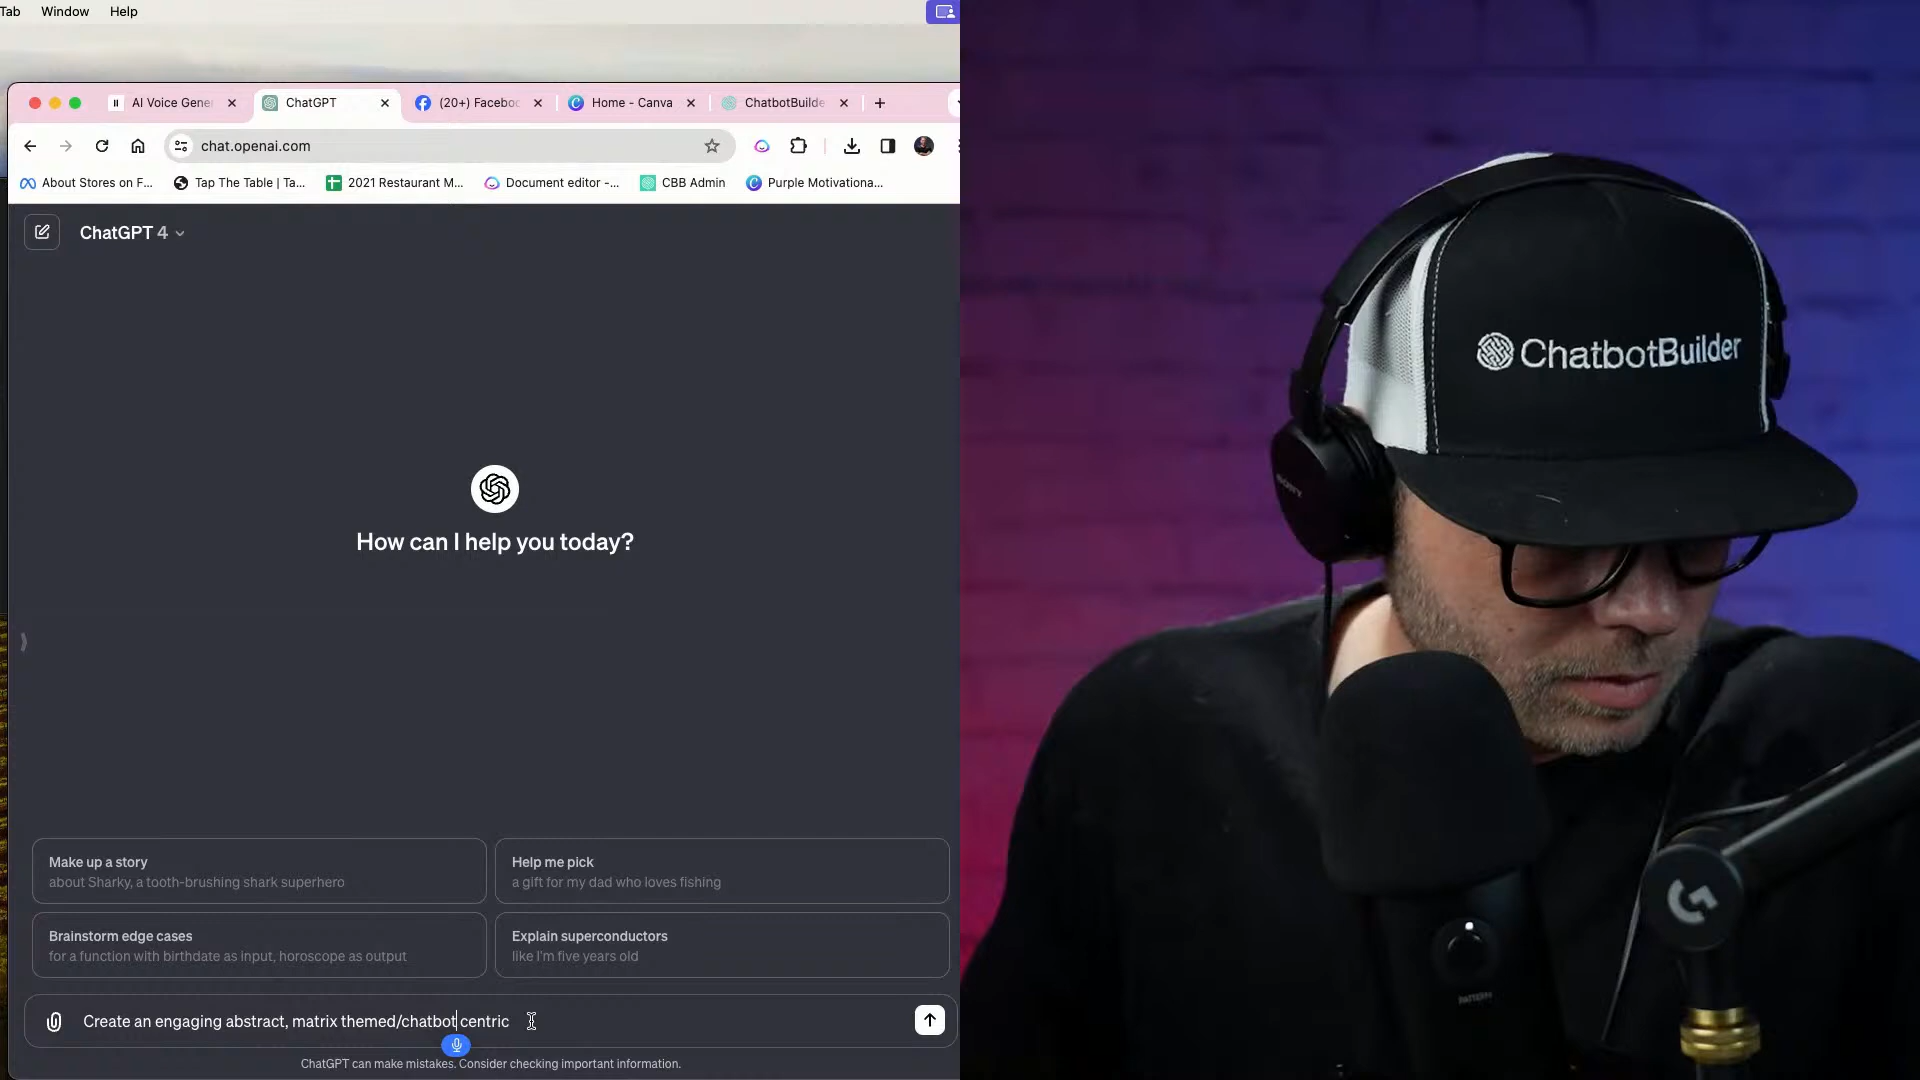 Tab Window Help
AI Voice Gene
ChatGPT
(20+) Faceboo
Home - Canva
ChatbotBuilde
chat.openai.com
About Stores on F...
Tap The Table | Ta...
2021 Restaurant M...
Document editor -...
CBB Admin
Purple Motivationa...
ChatGPT 4
How can I help you today?
Make up a story
about Sharky, a tooth-brushing shark superhero
Help me pick
a gift for my dad who loves fishing
Brainstorm edge cases
for a function with birthdate as input, horoscope as output
Explain superconductors
like I'm five years old
Create an engaging abstract, matrix themed/chatbot centric
ChatGPT can make mistakes. Consider checking important information.
ChatbotBuilder
SONY
PATTERN